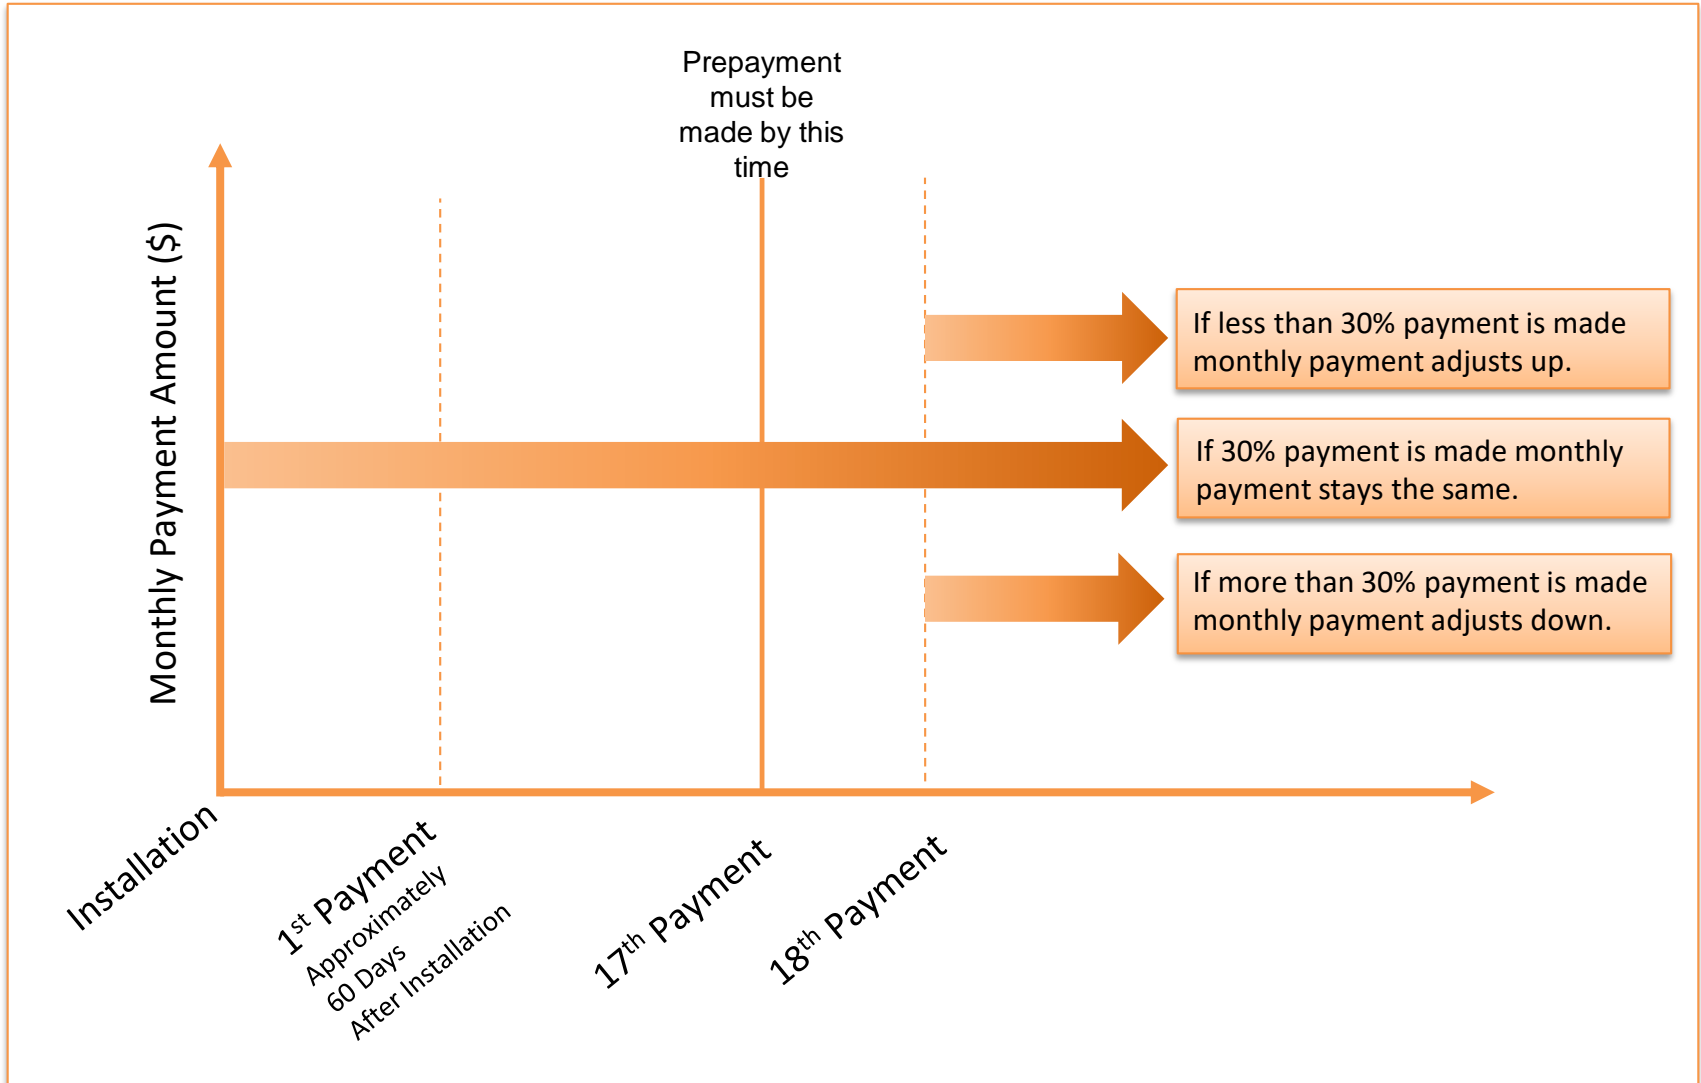 Prepayment
must be
made by this
time
Monthly Payment Amount ($)
If less than 30% payment is made
monthly payment adjusts up.
If 30% payment is made monthly
payment stays the same.
If more than 30% payment is made
monthly payment adjusts down.
Installation
1st Payment
Approximately
60 Days
After Installation
17th Payment
18th Payment